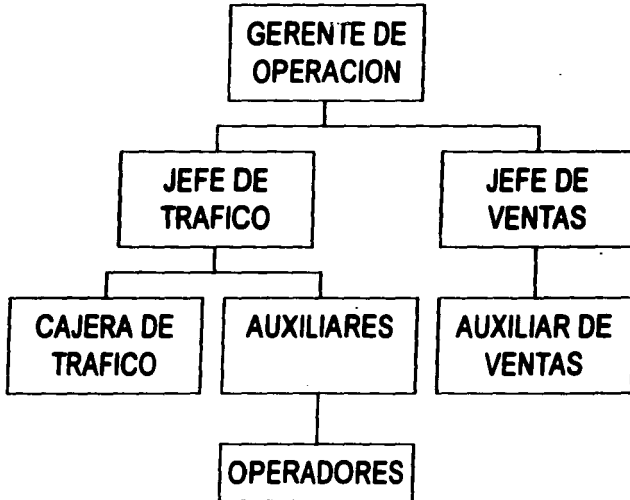 GERENTE DE
OPERACION
JEFE DE
TRAFICO
JEFE DE
VENTAS
CAJERA DE
TRAFICO
AUXILIARES
AUXILIAR DE
VENTAS
OPERADORES